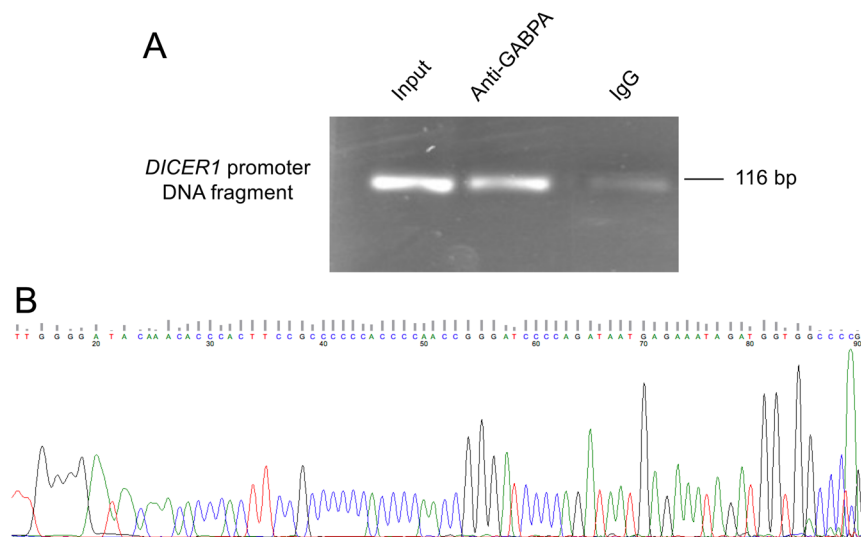 A
Input
Anti-GABPA
IgG
DICER1 promoter
DNA fragment
116 bp
B
T T G G G G A T A C A A A C A C C C A C T T C C G C C C C C C A C C C C A A C C G G G A T C C C C A G A T A A T G A G A A A T A G A T G G T G G C C C C G
20 30 40 50 60 70 80 90